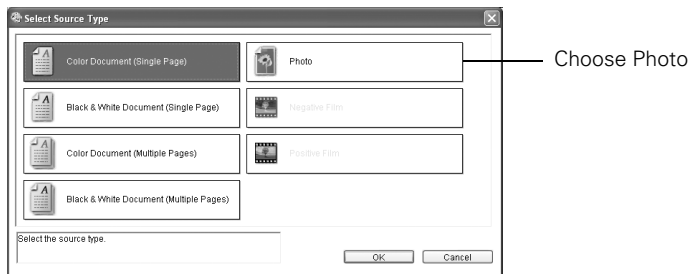 Select Source Type
Color Document (Single Page)
Photo
Choose Photo
Black & White Document (Single Page)
Negative Film
Color Document (Multiple Pages)
Positive Film
Black & White Document (Multiple Pages)
Select the source type.
OK
Cancel